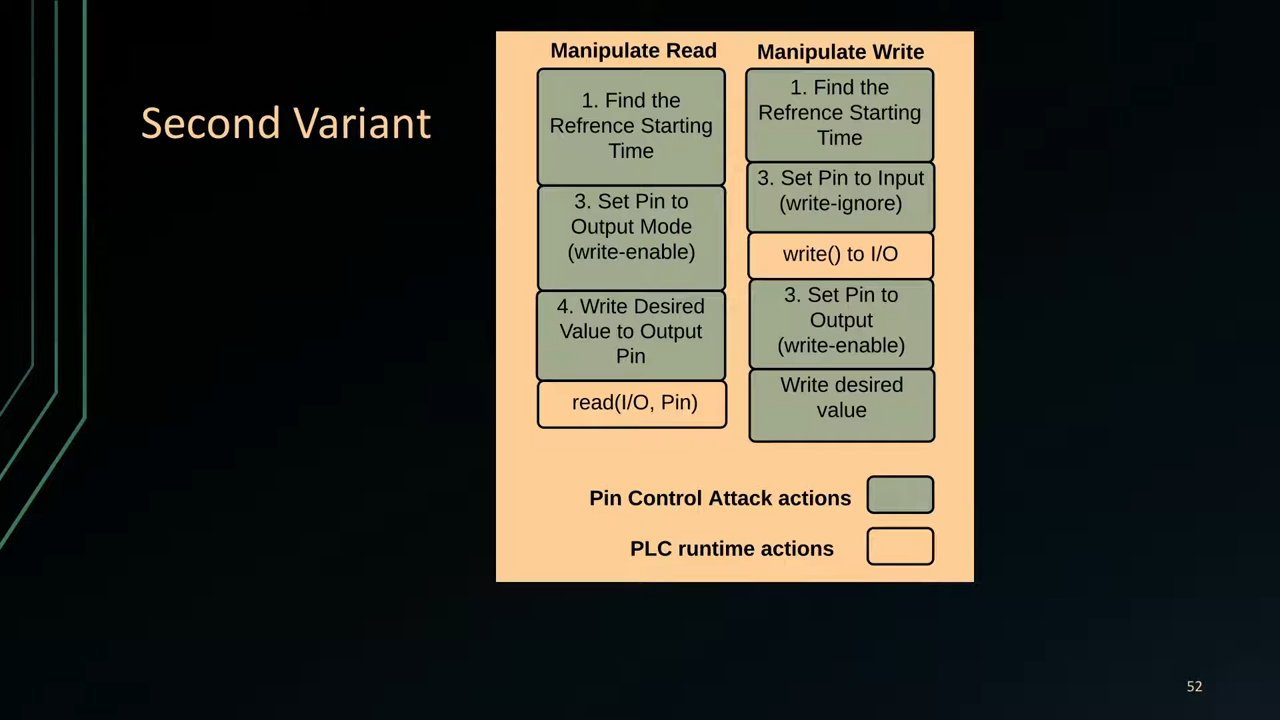 Second Variant
Manipulate Read
1. Find the
Refrence Starting
Time
3. Set Pin to
Output Mode
(write-enable)
4. Write Desired
Value to Output
Pin
read(I/O, Pin)
Manipulate Write
1. Find the
Refrence Starting
Time
3. Set Pin to Input
(write-ignore)
write() to I/O
3. Set Pin to
Output
(write-enable)
Write desired
value
Pin Control Attack actions
PLC runtime actions
52